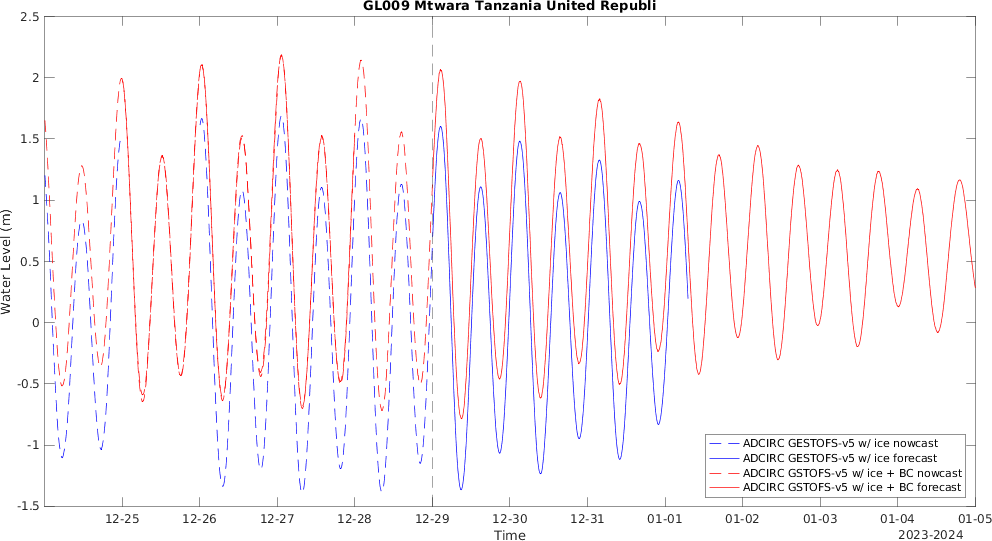 GL009 Mtwara Tanzania United Republi
Water Level (m)
2.5
2
1.5
1
0.5
0
-0.5
-1
-1.5
12-25 12-26 12-27 12-28 12-29 12-30 12-31 01-01 01-02 01-03 01-04 01-05
Time
2023-2024
ADCIRC GESTOFS-v5 w/ ice nowcast
ADCIRC GESTOFS-v5 w/ ice forecast
ADCIRC GSTOFS-v5 w/ ice + BC nowcast
ADCIRC GSTOFS-v5 w/ ice + BC forecast